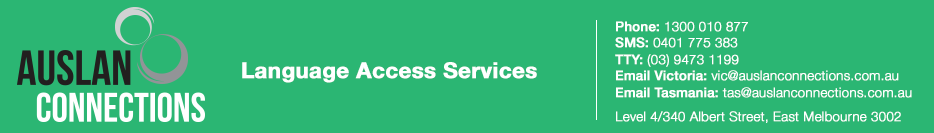 AUSLAN
CONNECTIONS
Language Access Services
Phone: 1300 010 877
SMS: 0401 775 383
TTY: (03) 9473 1199
Email Victoria: vic@auslanconnections.com.au
Email Tasmania: tas@auslanconnections.com.au
Level 4/340 Albert Street, East Melbourne 3002